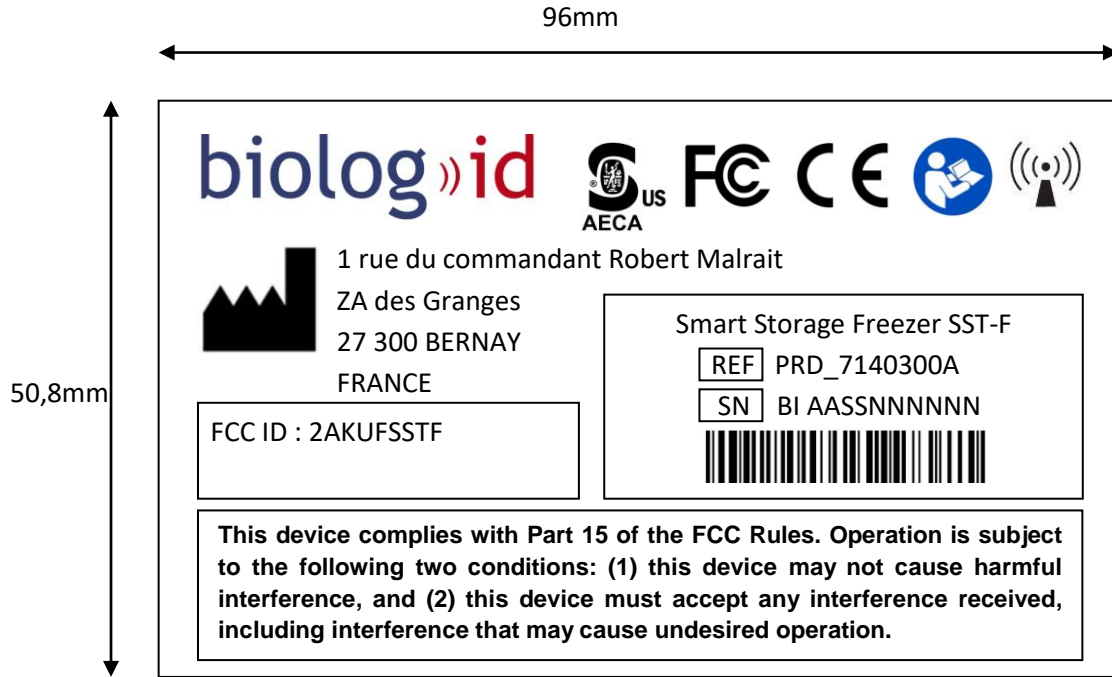 96mm
50,8mm
biolog id
S US AECA
FC CE
1 rue du commandant Robert Malrait
ZA des Granges
27 300 BERNAY
FRANCE
FCC ID : 2AKUFSSTF
Smart Storage Freezer SST-F
REF PRD_7140300A
SN BI AASSNNNNNN
This device complies with Part 15 of the FCC Rules. Operation is subject
to the following two conditions: (1) this device may not cause harmful
interference, and (2) this device must accept any interference received,
including interference that may cause undesired operation.